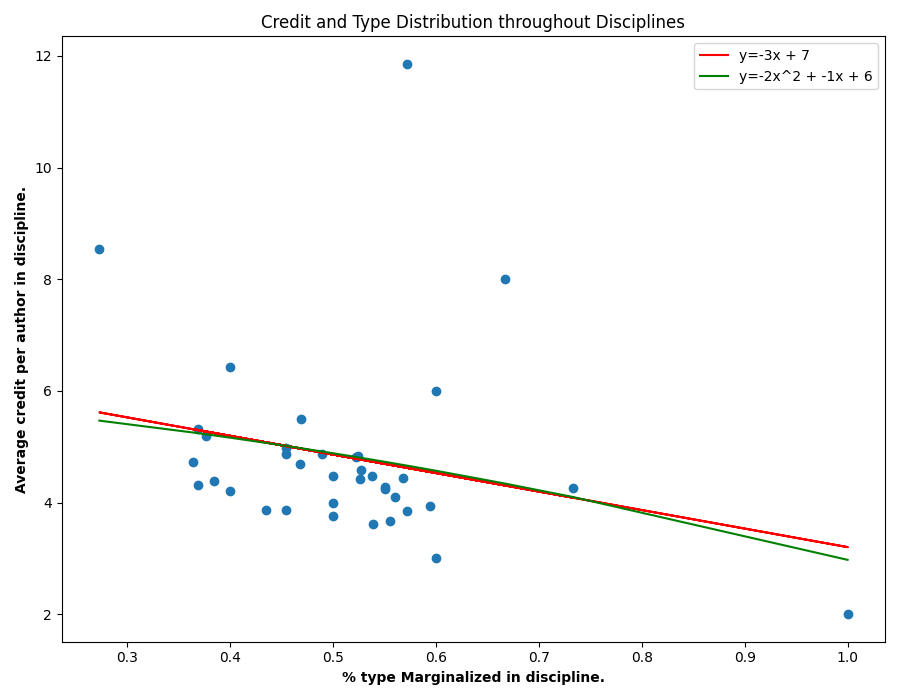 Credit and Type Distribution throughout Disciplines
y=-3x + 7
y=-2x^2 + -1x + 6
12
10
8
6
4
2
Average credit per author in discipline.
0.3 0.4 0.5 0.6 0.7 0.8 0.9 1.0
% type Marginalized in discipline.